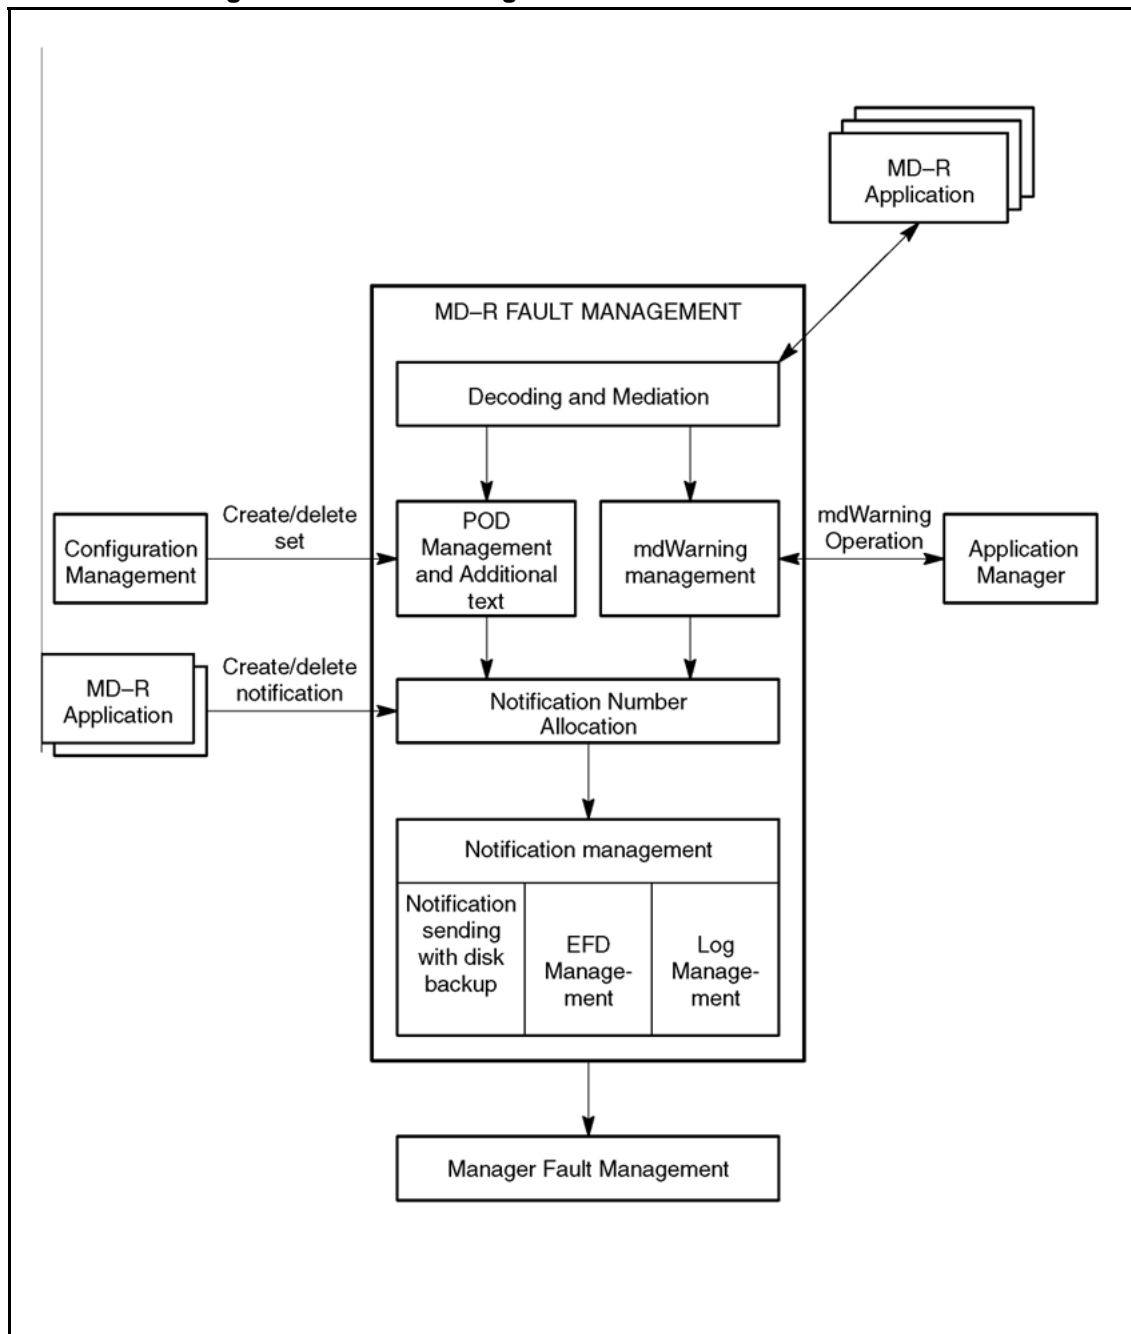 MD–R
Application
MD–R FAULT MANAGEMENT
Decoding and Mediation
Create/delete
set
Configuration
Management
POD
Management
and Additional
text
mdWarning
management
mdWarning
Operation
Application
Manager
Create/delete
notification
MD–R
Application
Notification Number
Allocation
Notification management
Notification
sending
with disk
backup
EFD
Manage-
ment
Log
Manage-
ment
Manager Fault Management